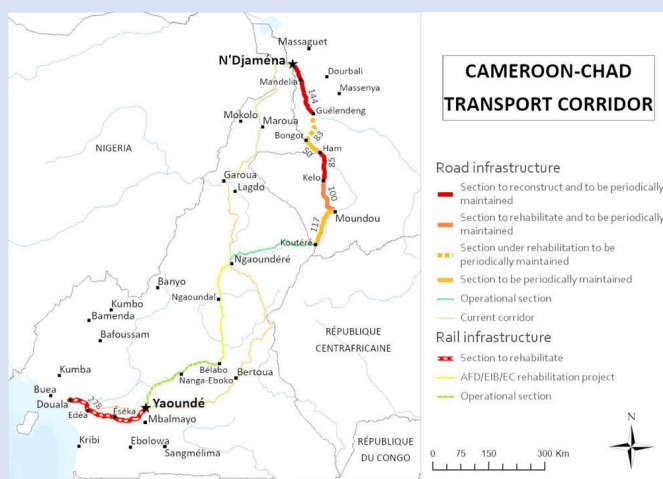 CAMEROON-CHAD
TRANSPORT CORRIDOR
Road infrastructure
Section to reconstruct and to be periodically
maintained
Section to rehabilitate and to be periodically
maintained
Section under rehabilitation to be
periodically maintained
Section to be periodically maintained
Operational section
Current corridor
Rail infrastructure
Section to rehabilitate
AFD/EIB/EC rehabilitation project
Operational section
N
0 75 150 300 Km
Massaguet
N'Djaména
Dourbali
Mandelia
Massenya
144
Guélendeng
Mokolo
Maroua
83
Bongor
NIGERIA
Ham
58
Kelo
Garoua
Lagdo
100
Moundou
117
Koutéré
Ngaoundéré
Banyo
Ngaoundal
Kumbo
Bamenda
Bafoussam
RÉPUBLIQUE
CENTRAFRICAINE
Kumba
Bélabo
Nanga-Eboko
Bertoua
Buea
Douala
278
Yaoundé
Edéa
Éséka
Mbalmayo
Kribi
Ebolowa
Sangmélima
RÉPUBLIQUE
DU CONGO